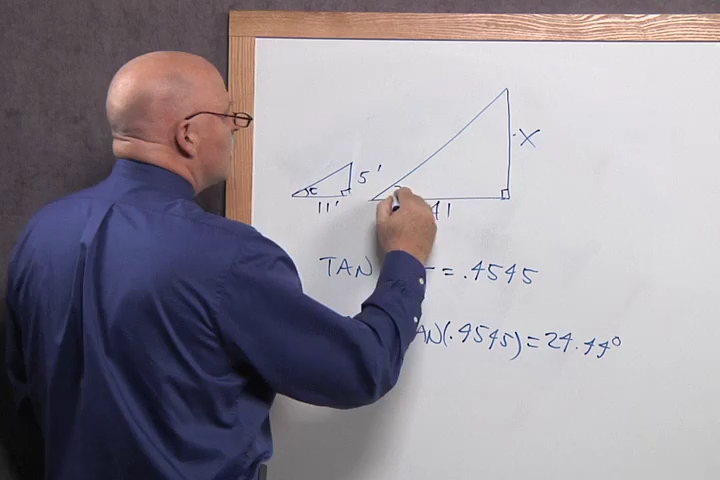 X
5'
11'
41
TAN = .4545
AN(.4545) = 24.44°